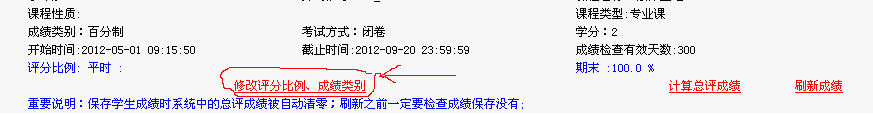 课程性质: 课程类型:专业课
成绩类别:百分制 考试方式:闭卷 学分:2
开始时间:2012-05-01 09:15:50 截止时间:2012-09-20 23:59:59 成绩检查有效天数:300
评分比例: 平时 : 期末 :100.0 %
修改评分比例、成绩类别 计算总评成绩 刷新成绩
重要说明:保存学生成绩时系统中的总评成绩被自动清零;刷新之前一定要检查成绩保存没有;